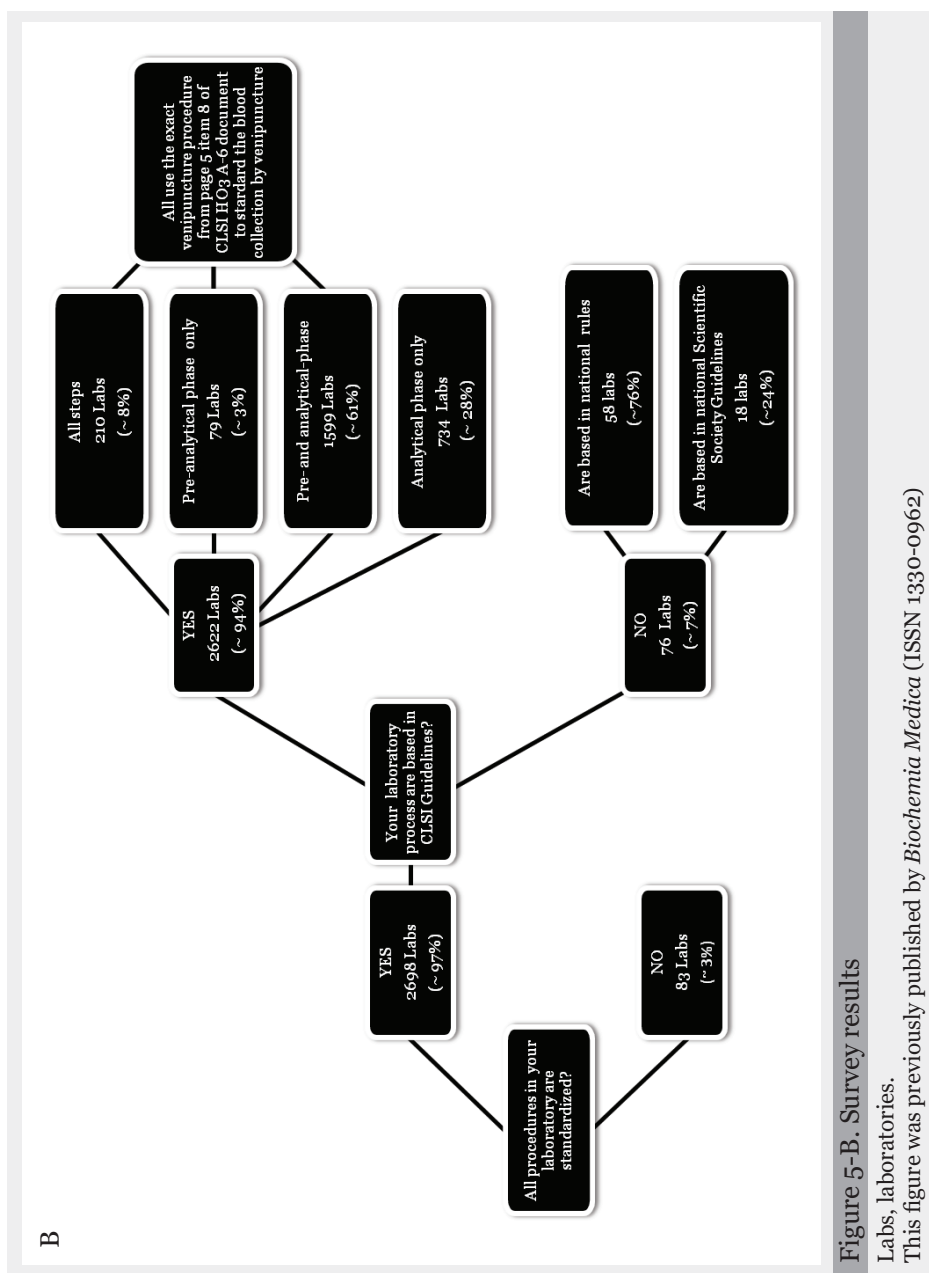 B
All procedures in your
laboratory are
standardized?
YES
2698 Labs
(~ 97%)
NO
83 Labs
(~ 3%)
Your laboratory
process are based in
CLSI Guidelines?
YES
2622 Labs
(~ 94%)
NO
76 Labs
(~ 7%)
All steps
210 Labs
(~ 8%)
Pre-analytical phase only
79 Labs
(~ 3%)
Pre- and analytical-phase
1599 Labs
(~ 61%)
Analytical phase only
734 Labs
(~ 28%)
Are based in national rules
58 labs
(~76%)
Are based in national Scientific
Society Guidelines
18 labs
(~24%)
All use the exact
venipuncture procedure
from page 5 item 8 of
CLSI HO3 A-6 document
to stardard the blood
collection by venipuncture
Figure 5-B. Survey results
Labs, laboratories.
This figure was previously published by Biochemia Medica (ISSN 1330-0962)